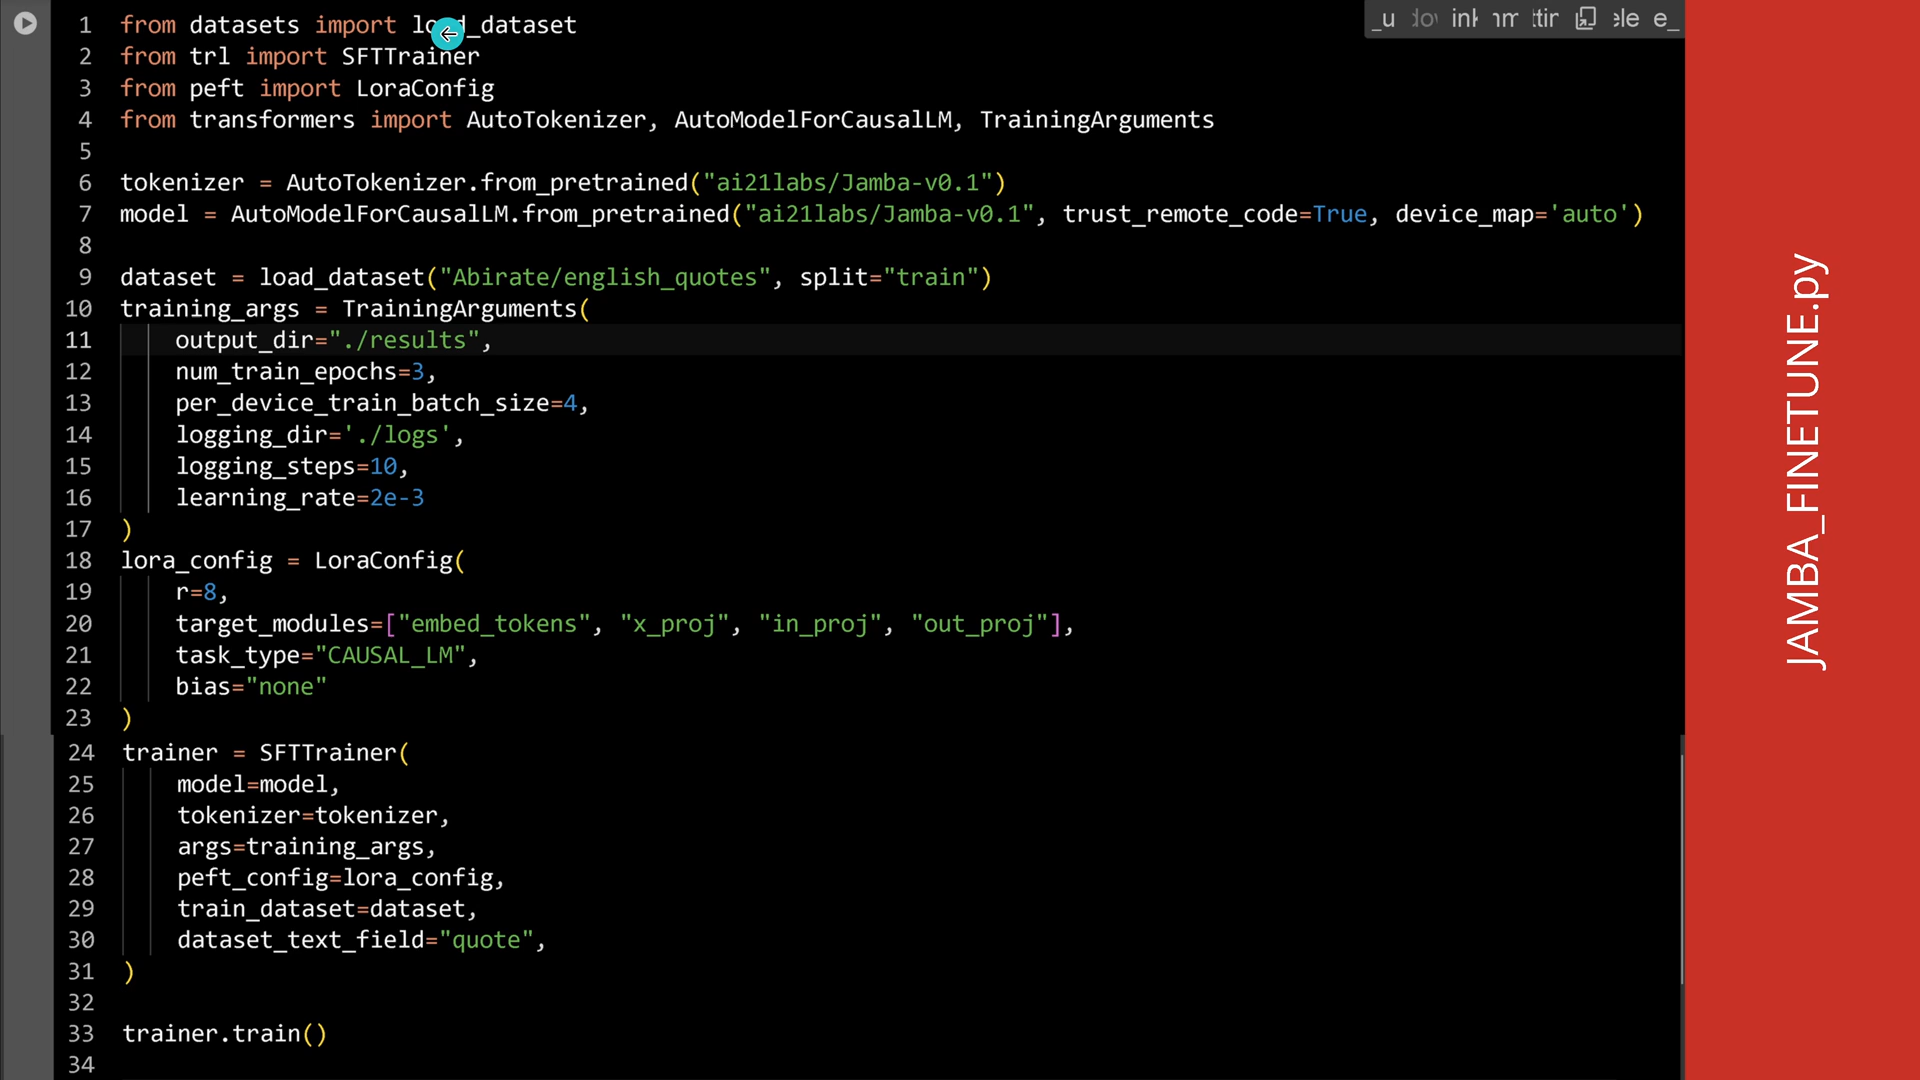 1 from datasets import load_dataset
2 from trl import SFTTrainer
3 from peft import LoraConfig
4 from transformers import AutoTokenizer, AutoModelForCausalLM, TrainingArguments
5
6 tokenizer = AutoTokenizer.from_pretrained("ai21labs/Jamba-v0.1")
7 model = AutoModelForCausalLM.from_pretrained("ai21labs/Jamba-v0.1", trust_remote_code=True, device_map='auto')
8
9 dataset = load_dataset("Abirate/english_quotes", split="train")
10 training_args = TrainingArguments(
11     output_dir="./results",
12     num_train_epochs=3,
13     per_device_train_batch_size=4,
14     logging_dir='./logs',
15     logging_steps=10,
16     learning_rate=2e-3
17 )
18 lora_config = LoraConfig(
19     r=8,
20     target_modules=["embed_tokens", "x_proj", "in_proj", "out_proj"],
21     task_type="CAUSAL_LM",
22     bias="none"
23 )
24 trainer = SFTTrainer(
25     model=model,
26     tokenizer=tokenizer,
27     args=training_args,
28     peft_config=lora_config,
29     train_dataset=dataset,
30     dataset_text_field="quote",
31 )
32
33 trainer.train()
34
JAMBA_FINETUNE.py